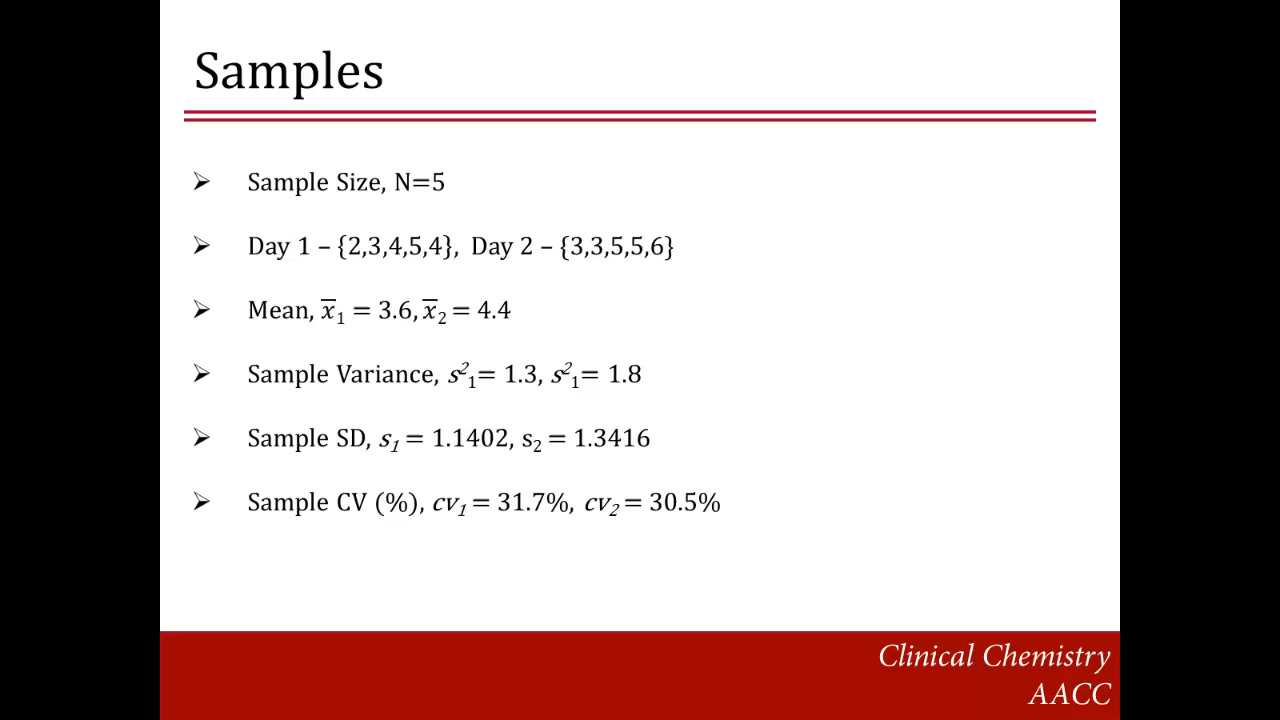 Samples
➢ Sample Size, N=5
➢ Day 1 – {2,3,4,5,4}, Day 2 – {3,3,5,5,6}
➢ Mean, x̅₁ = 3.6, x̅₂ = 4.4
➢ Sample Variance, s²₁= 1.3, s²₁= 1.8
➢ Sample SD, s₁ = 1.1402, s₂ = 1.3416
➢ Sample CV (%), cv₁ = 31.7%, cv₂ = 30.5%
Clinical Chemistry
AACC